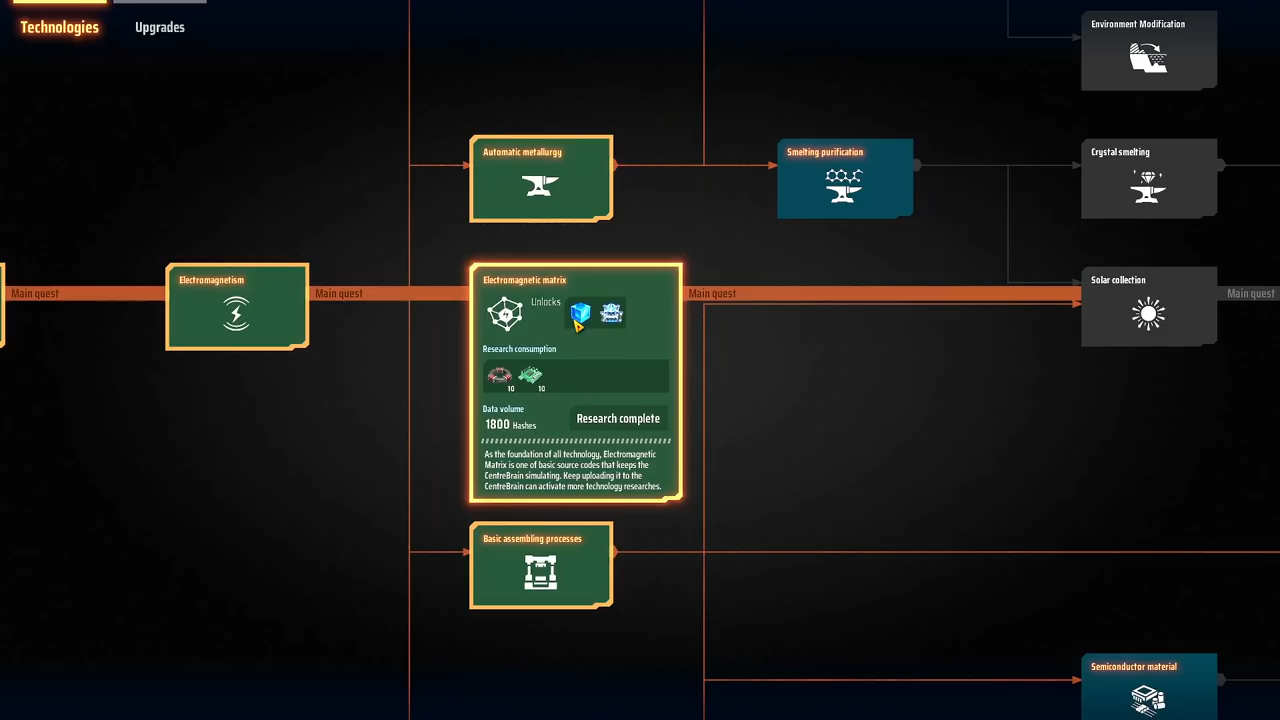 Technologies
Upgrades
Environment Modification
Automatic metallurgy
Smelting purification
Crystal smelting
Main quest
Electromagnetism
Main quest
Electromagnetic matrix
Unlocks
Research consumption
10
10
Data volume
1800 Hashes
Research complete
As the foundation of all technology, Electromagnetic
Matrix is one of basic source codes that keeps the
CentreBrain simulating. Keep uploading it to the
CentreBrain can activate more technology researches.
Main quest
Solar collection
Main quest
Basic assembling processes
Semiconductor material